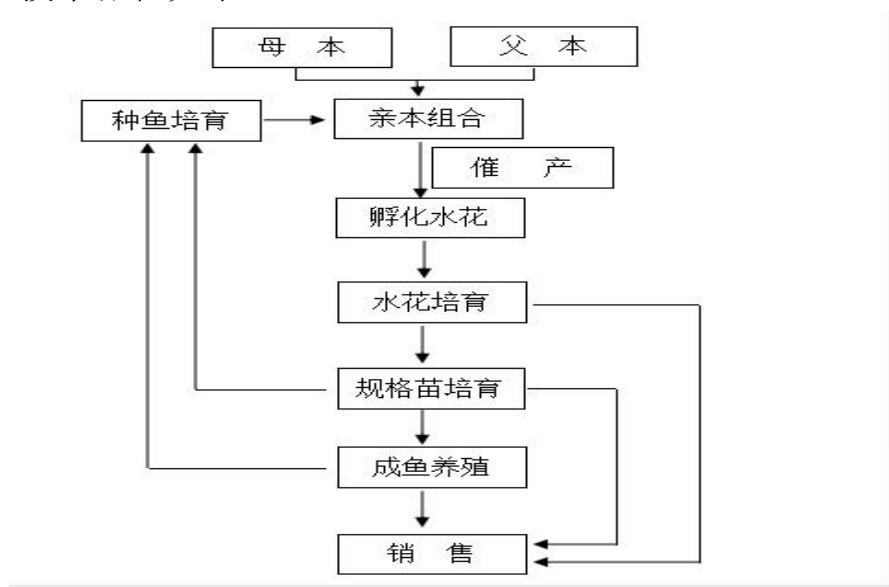 母 本
父 本
种鱼培育
亲本组合
催 产
孵化水花
水花培育
规格苗培育
成鱼养殖
销 售